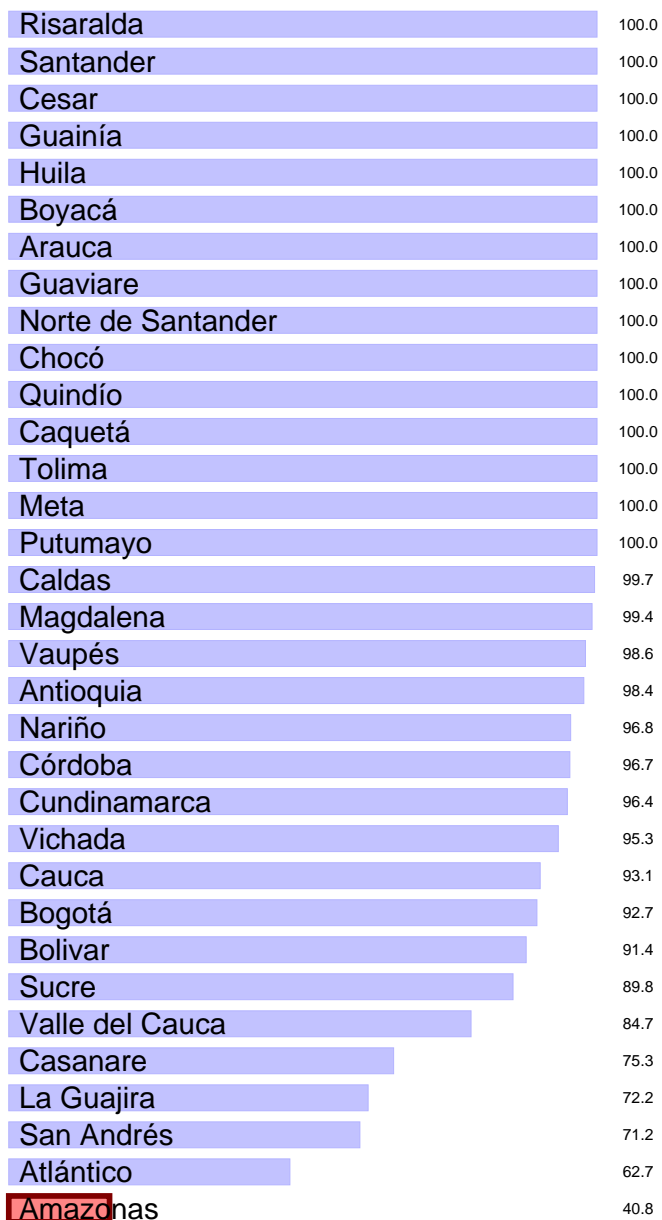 Risaralda 100.0
Santander 100.0
Cesar 100.0
Guainía 100.0
Huila 100.0
Boyacá 100.0
Arauca 100.0
Guaviare 100.0
Norte de Santander 100.0
Chocó 100.0
Quindío 100.0
Caquetá 100.0
Tolima 100.0
Meta 100.0
Putumayo 100.0
Caldas 99.7
Magdalena 99.4
Vaupés 98.6
Antioquia 98.4
Nariño 96.8
Córdoba 96.7
Cundinamarca 96.4
Vichada 95.3
Cauca 93.1
Bogotá 92.7
Bolivar 91.4
Sucre 89.8
Valle del Cauca 84.7
Casanare 75.3
La Guajira 72.2
San Andrés 71.2
Atlántico 62.7
Amazonas 40.8